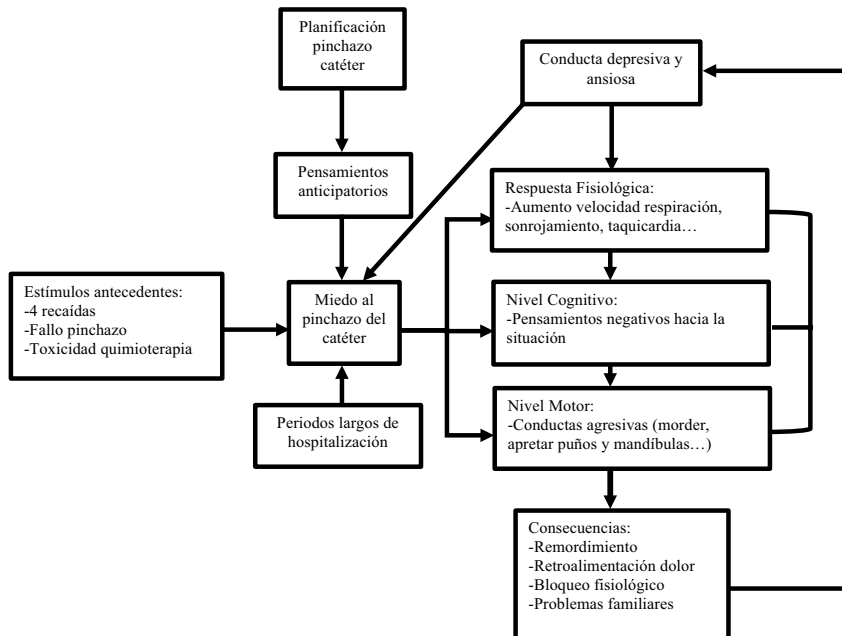 Planificación
pinchazo
catéter
Conducta depresiva y
ansiosa
Pensamientos
anticipatorios
Respuesta Fisiológica:
-Aumento velocidad respiración,
sonrojamiento, taquicardia…
Estímulos antecedentes:
-4 recaídas
-Fallo pinchazo
-Toxicidad quimioterapia
Miedo al
pinchazo del
catéter
Nivel Cognitivo:
-Pensamientos negativos hacia la
situación
Periodos largos de
hospitalización
Nivel Motor:
-Conductas agresivas (morder,
apretar puños y mandíbulas…)
Consecuencias:
-Remordimiento
-Retroalimentación dolor
-Bloqueo fisiológico
-Problemas familiares